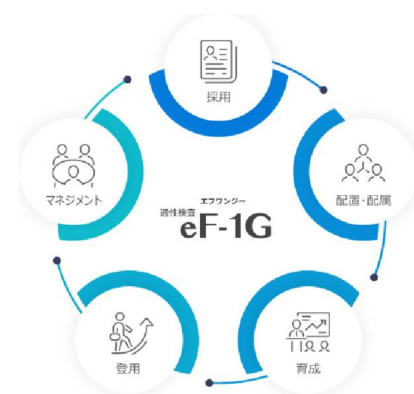 採用
マネジメント
配置・配属
エフワンジー
適性検査
eF-1G
登用
育成